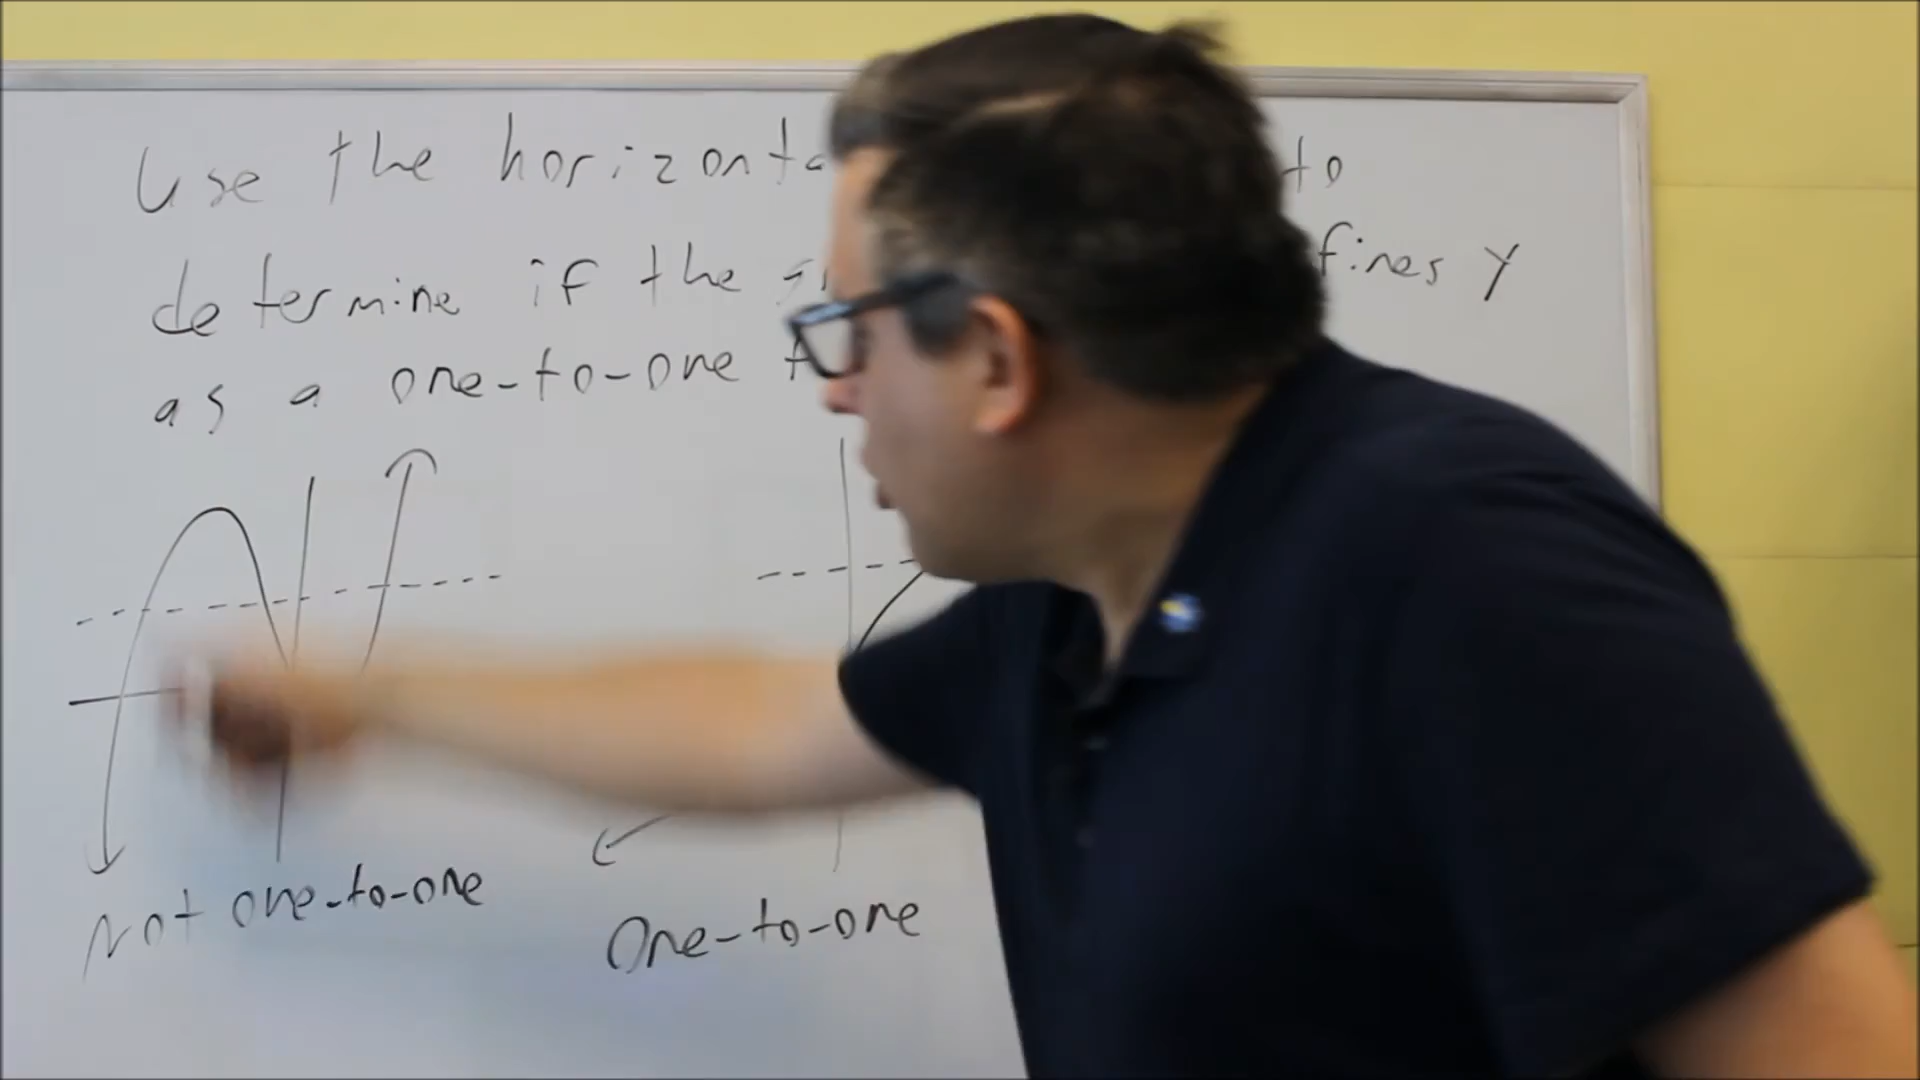 Use the horizonta to
determine if the fines y
as a one-to-one
Not one-to-one
One-to-one